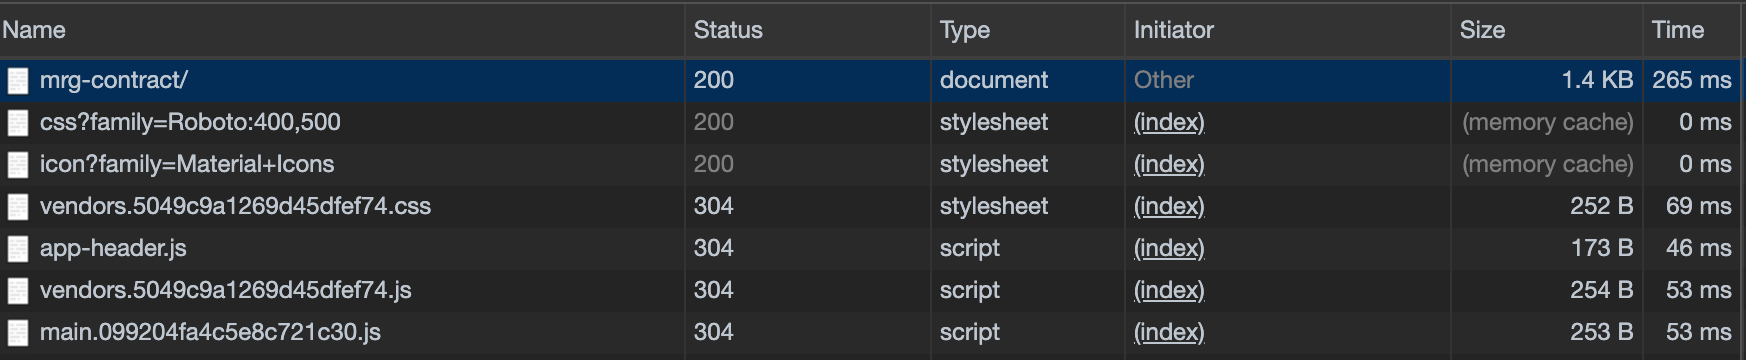 Name Status Type Initiator Size Time
mrg-contract/ 200 document Other 1.4 KB 265 ms
css?family=Roboto:400,500 200 stylesheet (index) (memory cache) 0 ms
icon?family=Material+Icons 200 stylesheet (index) (memory cache) 0 ms
vendors.5049c9a1269d45dfef74.css 304 stylesheet (index) 252 B 69 ms
app-header.js 304 script (index) 173 B 46 ms
vendors.5049c9a1269d45dfef74.js 304 script (index) 254 B 53 ms
main.099204fa4c5e8c721c30.js 304 script (index) 253 B 53 ms